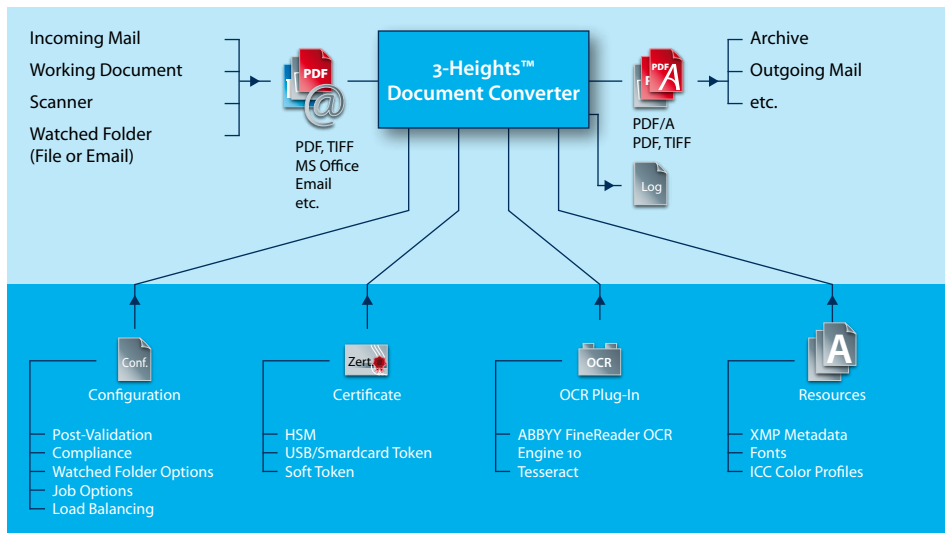 Incoming Mail
Working Document
Scanner
Watched Folder
(File or Email)
PDF
@
PDF, TIFF
MS Office
Email
etc.
3-Heights™
Document Converter
P
PA
PDF/A
PDF, TIFF
Log
Archive
Outgoing Mail
etc.
Conf.
Configuration
Post-Validation
Compliance
Watched Folder Options
Job Options
Load Balancing
Zert.
Certificate
HSM
USB/Smardcard Token
Soft Token
OCR
OCR Plug-In
ABBYY FineReader OCR
Engine 10
Tesseract
A
Resources
XMP Metadata
Fonts
ICC Color Profiles